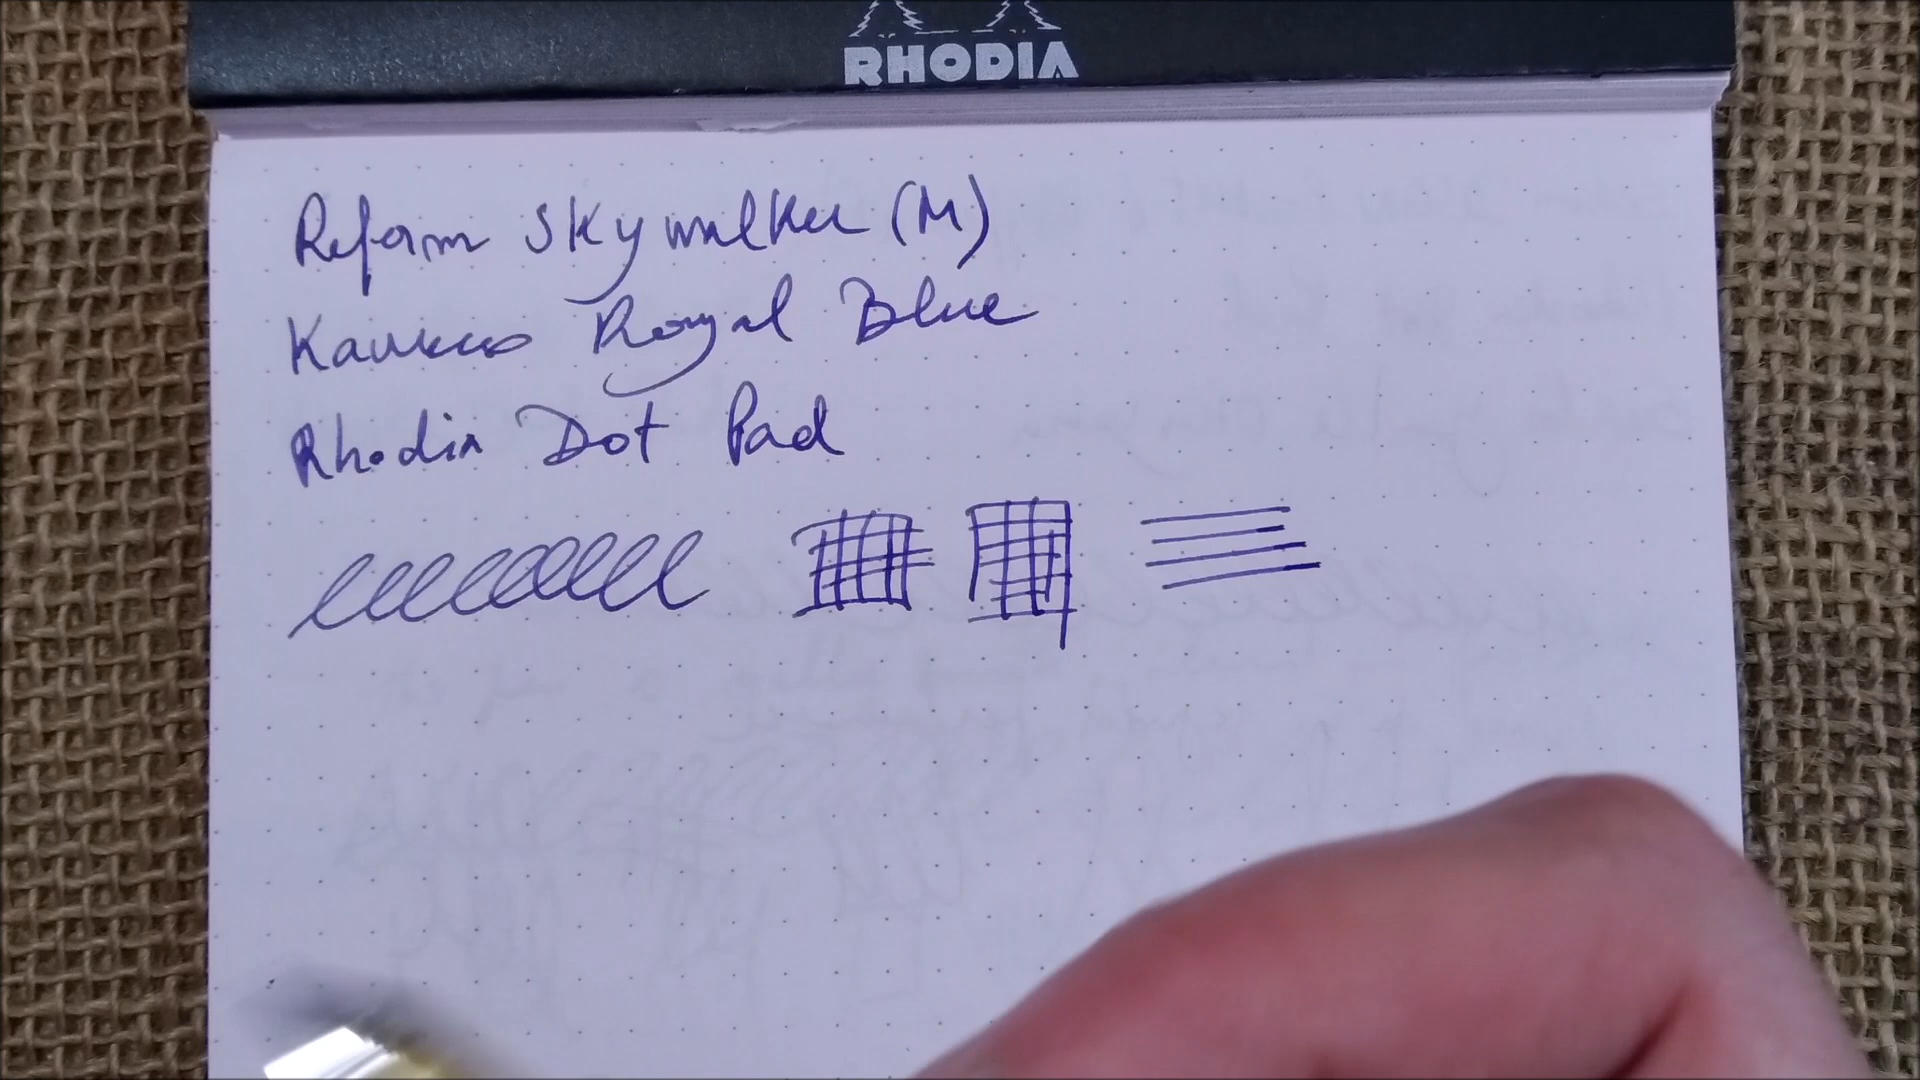 RHODIA
Reform Skywalker (M)
Kaweco Royal Blue
Rhodia Dot Pad